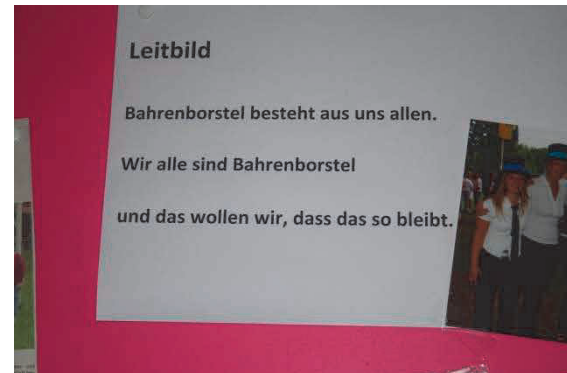 Leitbild
Bahrenborstel besteht aus uns allen.
Wir alle sind Bahrenborstel
und das wollen wir, dass das so bleibt.